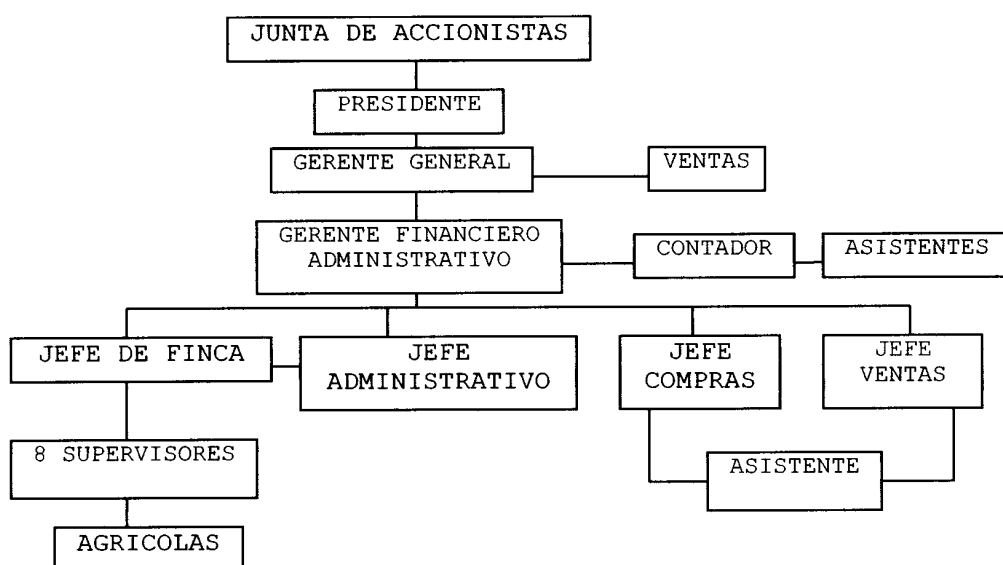 JUNTA DE ACCIONISTAS
PRESIDENTE
GERENTE GENERAL
VENTAS
GERENTE FINANCIERO
ADMINISTRATIVO
CONTADOR
ASISTENTES
JEFE DE FINCA
JEFE
ADMINISTRATIVO
JEFE
COMPRAS
JEFE
VENTAS
8 SUPERVISORES
ASISTENTE
AGRICOLAS